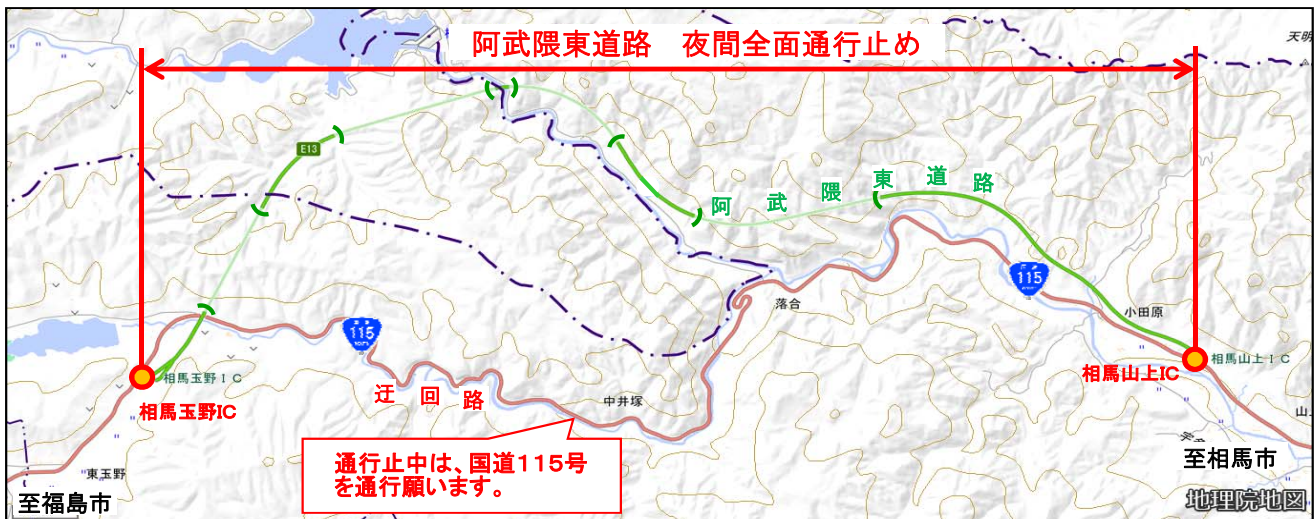 阿武隈東道路　夜間全面通行止め
天明
E13
阿武隈東道路
115
小田原
落合
115
相馬玉野IC
相馬玉野IC
相馬山上IC
相馬山上IC
迂回路
中井塚
通行止中は、国道115号
を通行願います。
東玉野
至福島市
至相馬市
地理院地図